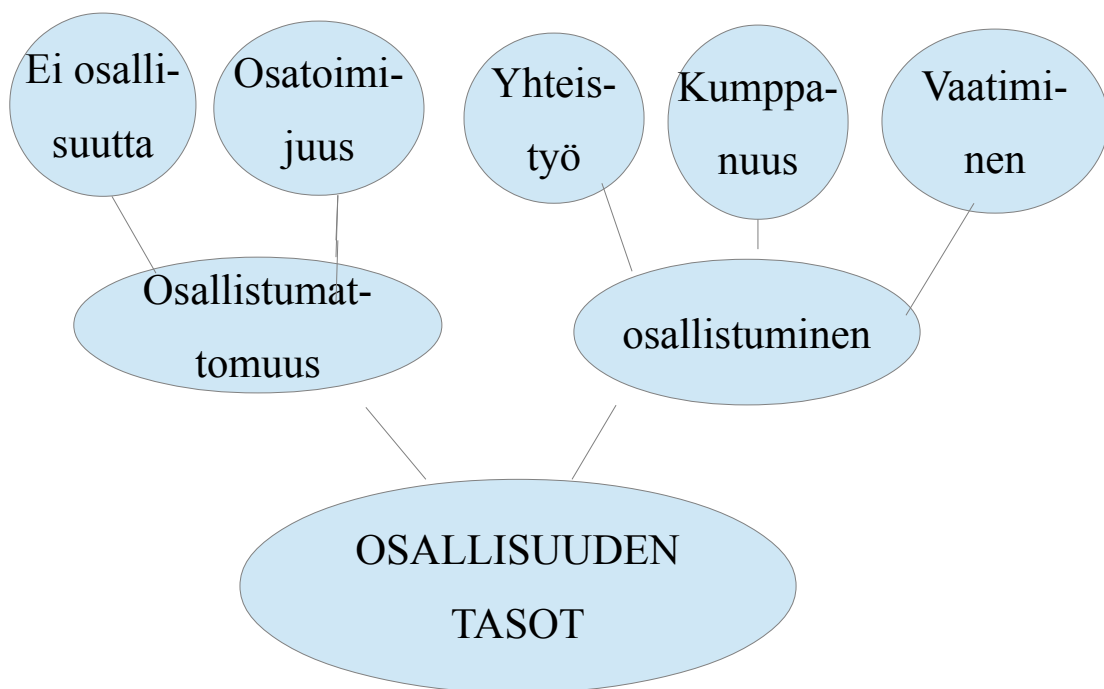 Ei osalli-
suutta
Osatoimi-
juus
Yhteis-
työ
Kumppa-
nuus
Vaatimi-
nen
Osallistumat-
tomuus
osallistuminen
OSALLISUUDEN
TASOT